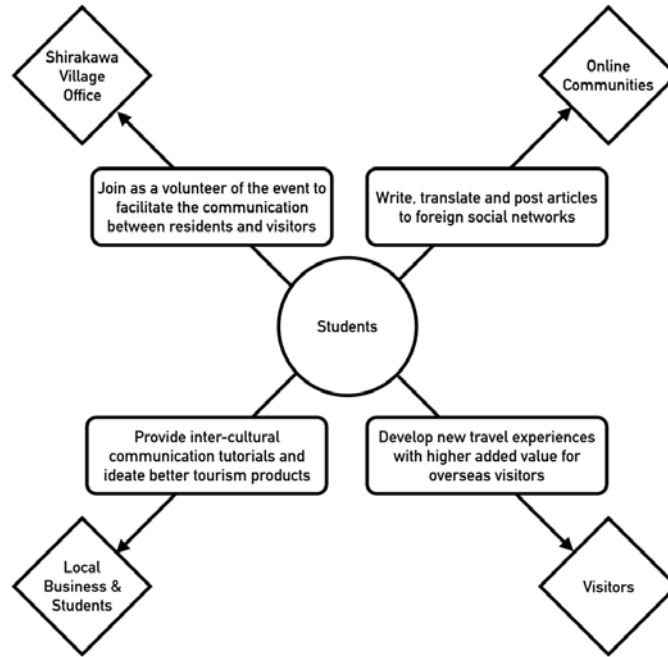 Shirakawa
Village
Office
Online
Communities
Join as a volunteer of the event to
facilitate the communication
between residents and visitors
Write, translate and post articles
to foreign social networks
Students
Provide inter-cultural
communication tutorials and
ideate better tourism products
Develop new travel experiences
with higher added value for
overseas visitors
Local
Business &
Students
Visitors